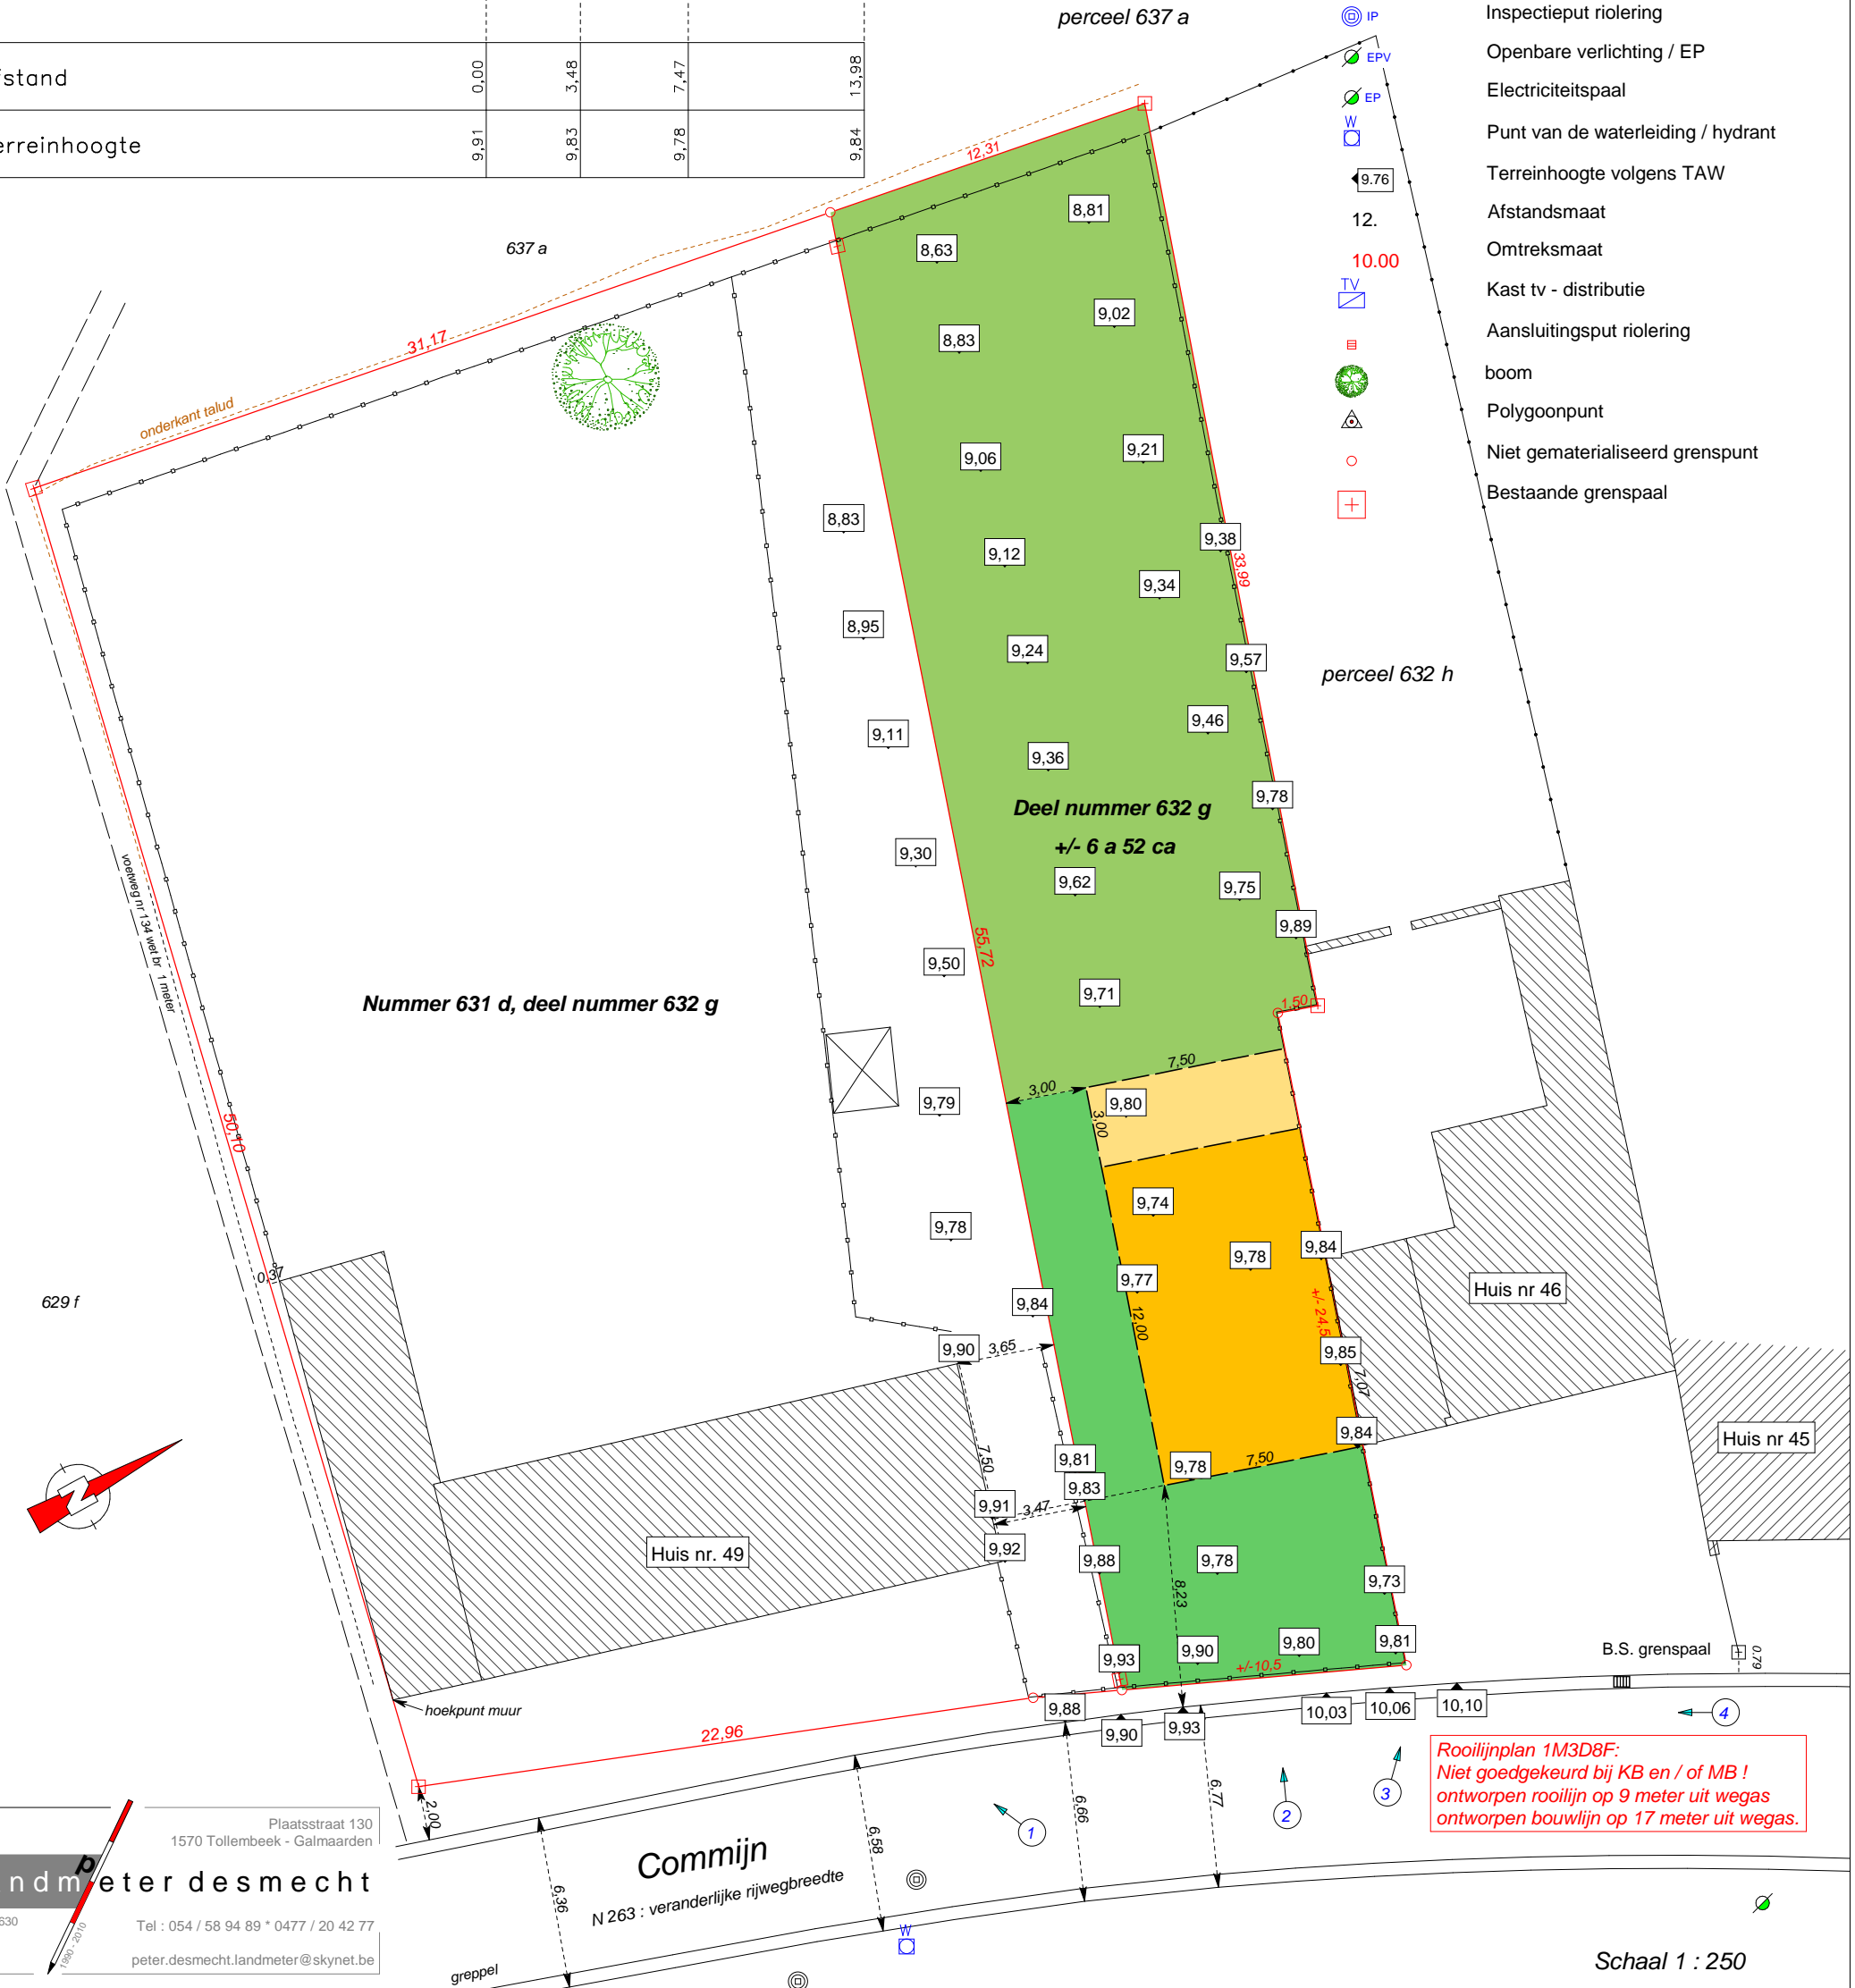 perceel 637 a
fstand
0,00
3,48
7,47
13,98
erreinhoogte
9,91
9,83
9,78
9,84
IP
Inspectieput riolering
EPV
Openbare verlichting / EP
EP
Electriciteitspaal
W
Punt van de waterleiding / hydrant
9.76
Terreinhoogte volgens TAW
12.
Afstandsmaat
10.00
Omtreksmaat
TV
Kast tv - distributie
Aansluitingsput riolering
boom
Polygoonpunt
Niet gematerialiseerd grenspunt
Bestaande grenspaal
637 a
12,31
31,17
onderkant talud
8,81
8,63
9,02
8,83
9,21
9,06
8,83
9,38
33,99
9,12
9,34
8,95
9,24
9,57
perceel 632 h
9,46
9,11
9,36
9,78
Deel nummer 632 g
+/- 6 a 52 ca
9,30
9,62
9,75
9,89
voetweg nr 134 wet br 1 meter
55,72
9,50
9,71
1,50
Nummer 631 d, deel nummer 632 g
7,50
3,00
9,80
3,00
9,79
50,10
9,74
9,78
9,84
9,78
9,77
0,37
629 f
Huis nr 46
9,84
12,00
+/- 24,5
9,90
3,65
9,85
7,07
9,84
Huis nr 45
7,50
9,81
9,78
7,50
9,83
9,91
3,47
9,92
Huis nr. 49
9,88
9,78
9,73
8,23
9,93
9,90
9,80
9,81
+/-10,5
B.S. grenspaal
0.79
hoekpunt muur
9,88
9,90
9,93
10,03
10,06
10,10
22,96
4
Rooilijnplan 1M3D8F:
Niet goedgekeurd bij KB en / of MB !
ontworpen rooilijn op 9 meter uit wegas
ontworpen bouwlijn op 17 meter uit wegas.
3
2
1
2,00
6,36
6,58
6,66
6,77
Commijn
N 263 : veranderlijke rijwegbreedte
W
greppel
Plaatsstraat 130
1570 Tollembeek - Galmaarden
ndm peter desmecht
630
Tel : 054 / 58 94 89 * 0477 / 20 42 77
1990 - 2010
peter.desmecht.landmeter@skynet.be
Schaal 1 : 250